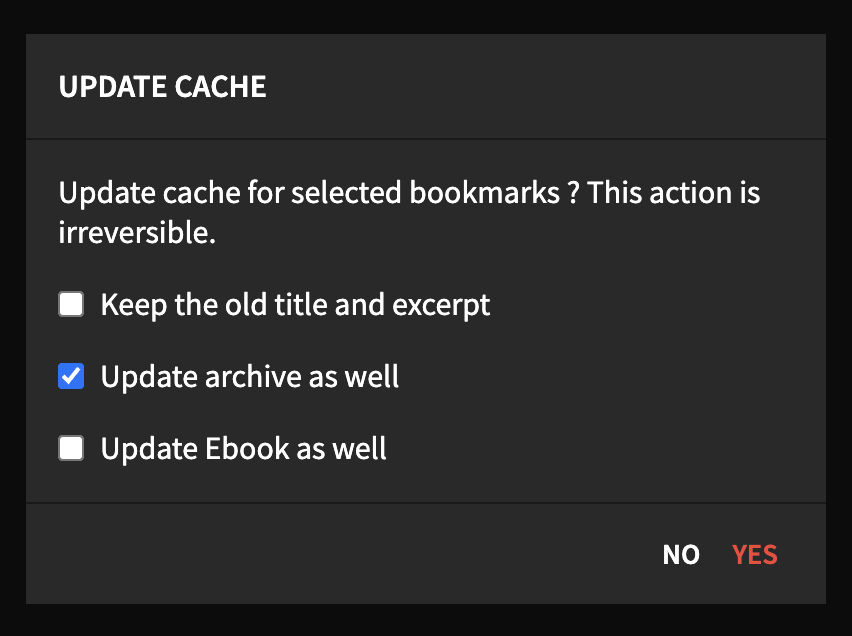 UPDATE CACHE
Update cache for selected bookmarks ? This action is
irreversible.
Keep the old title and excerpt
Update archive as well
Update Ebook as well
NO YES